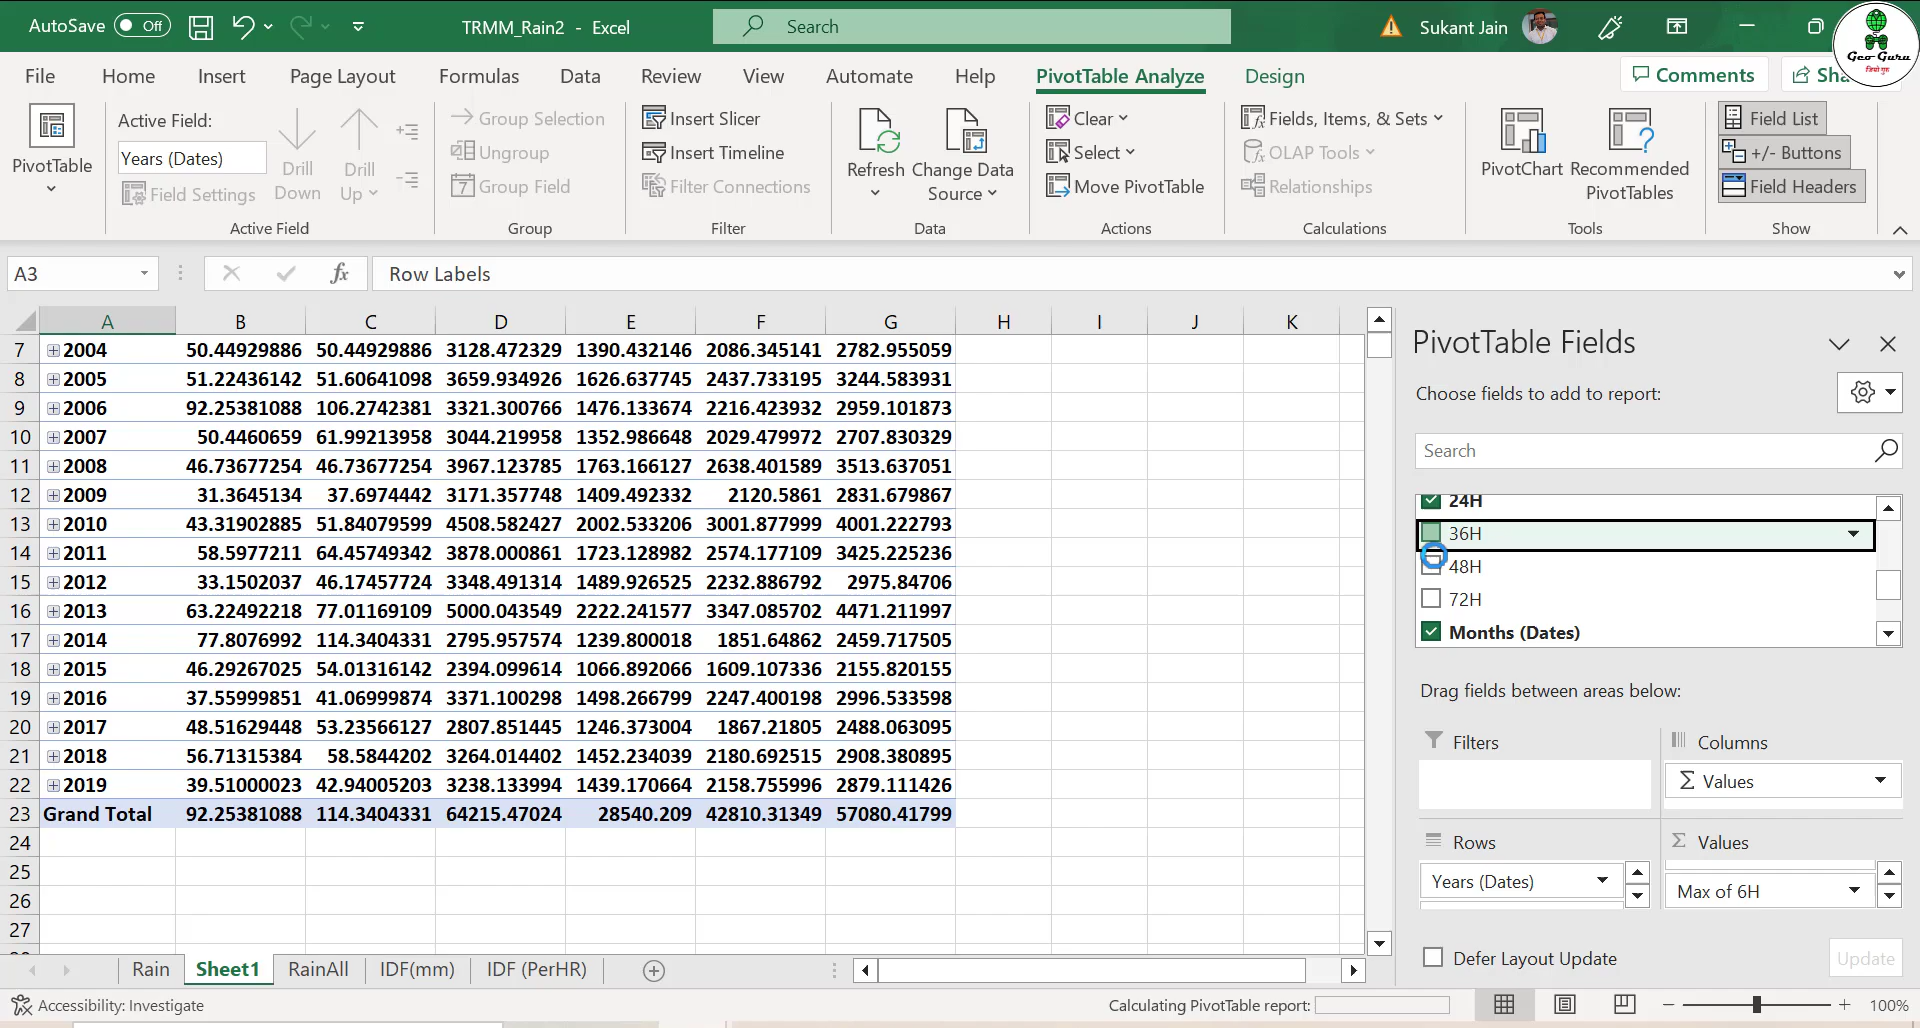 AutoSave Off TRMM_Rain2 - Excel Search Sukant Jain
Geo Guru
जियो गुरु
File Home Insert Page Layout Formulas Data Review View Automate Help PivotTable Analyze Design Comments Sha
PivotTable
Active Field:
Years (Dates)
Field Settings
Drill Down
Drill Up
Active Field
Group Selection
Ungroup
Group Field
Group
Insert Slicer
Insert Timeline
Filter Connections
Filter
Refresh
Change Data Source
Data
Clear
Select
Move PivotTable
Actions
Fields, Items, & Sets
OLAP Tools
Relationships
Calculations
PivotChart
Recommended PivotTables
Tools
Field List
+/- Buttons
Field Headers
Show
A3 fx Row Labels
A B C D E F G H I J K
7 2004 50.44929886 50.44929886 3128.472329 1390.432146 2086.345141 2782.955059
8 2005 51.22436142 51.60641098 3659.934926 1626.637745 2437.733195 3244.583931
9 2006 92.25381088 106.2742381 3321.300766 1476.133674 2216.423932 2959.101873
10 2007 50.4460659 61.99213958 3044.219958 1352.986648 2029.479972 2707.830329
11 2008 46.73677254 46.73677254 3967.123785 1763.166127 2638.401589 3513.637051
12 2009 31.3645134 37.6974442 3171.357748 1409.492332 2120.5861 2831.679867
13 2010 43.31902885 51.84079599 4508.582427 2002.533206 3001.877999 4001.222793
14 2011 58.5977211 64.45749342 3878.000861 1723.128982 2574.177109 3425.225236
15 2012 33.1502037 46.17457724 3348.491314 1489.926525 2232.886792 2975.84706
16 2013 63.22492218 77.01169109 5000.043549 2222.241577 3347.085702 4471.211997
17 2014 77.8076992 114.3404331 2795.957574 1239.800018 1851.64862 2459.717505
18 2015 46.29267025 54.01316142 2394.099614 1066.892066 1609.107336 2155.820155
19 2016 37.55999851 41.06999874 3371.100298 1498.266799 2247.400198 2996.533598
20 2017 48.51629448 53.23566127 2807.851445 1246.373004 1867.21805 2488.063095
21 2018 56.71315384 58.5844202 3264.014402 1452.234039 2180.692515 2908.380895
22 2019 39.51000023 42.94005203 3238.133994 1439.170664 2158.755996 2879.111426
23 Grand Total 92.25381088 114.3404331 64215.47024 28540.209 42810.31349 57080.41799
24
25
26
27
PivotTable Fields
Choose fields to add to report:
Search
24H
36H
48H
72H
Months (Dates)
Drag fields between areas below:
Filters
Columns
Σ Values
Rows
Years (Dates)
Σ Values
Max of 6H
Defer Layout Update Update
Rain Sheet1 RainAll IDF(mm) IDF (PerHR)
Accessibility: Investigate Calculating PivotTable report: 100%